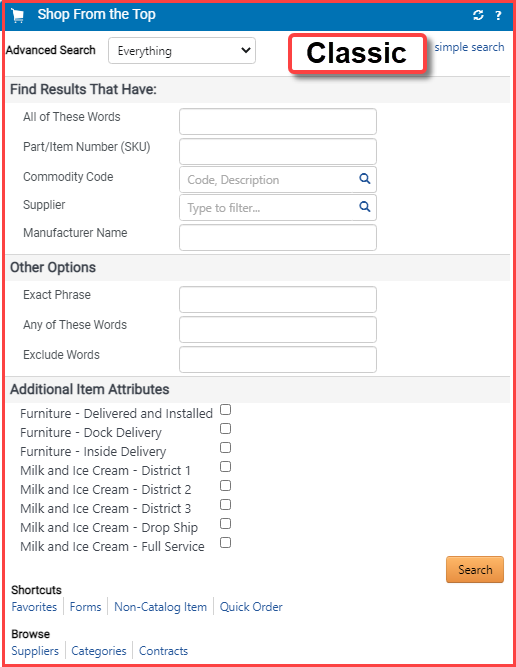 Shop From the Top ?
Advanced Search Everything Classic simple search
Find Results That Have:
All of These Words
Part/Item Number (SKU)
Commodity Code Code, Description
Supplier Type to filter...
Manufacturer Name
Other Options
Exact Phrase
Any of These Words
Exclude Words
Additional Item Attributes
Furniture - Delivered and Installed
Furniture - Dock Delivery
Furniture - Inside Delivery
Milk and Ice Cream - District 1
Milk and Ice Cream - District 2
Milk and Ice Cream - District 3
Milk and Ice Cream - Drop Ship
Milk and Ice Cream - Full Service
Search
Shortcuts
Favorites Forms Non-Catalog Item Quick Order
Browse
Suppliers Categories Contracts